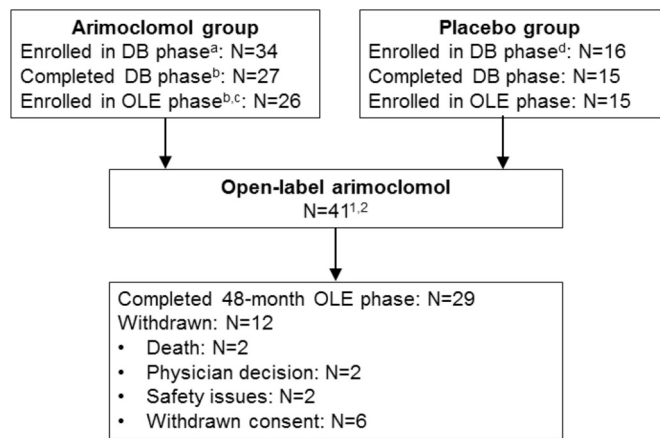 Arimoclomol group
Enrolled in DB phaseᵃ: N=34
Completed DB phaseᵇ: N=27
Enrolled in OLE phaseᵇ,ᶜ: N=26
Placebo group
Enrolled in DB phaseᵈ: N=16
Completed DB phase: N=15
Enrolled in OLE phase: N=15
Open-label arimoclomol
N=41¹,²
Completed 48-month OLE phase: N=29
Withdrawn: N=12
• Death: N=2
• Physician decision: N=2
• Safety issues: N=2
• Withdrawn consent: N=6